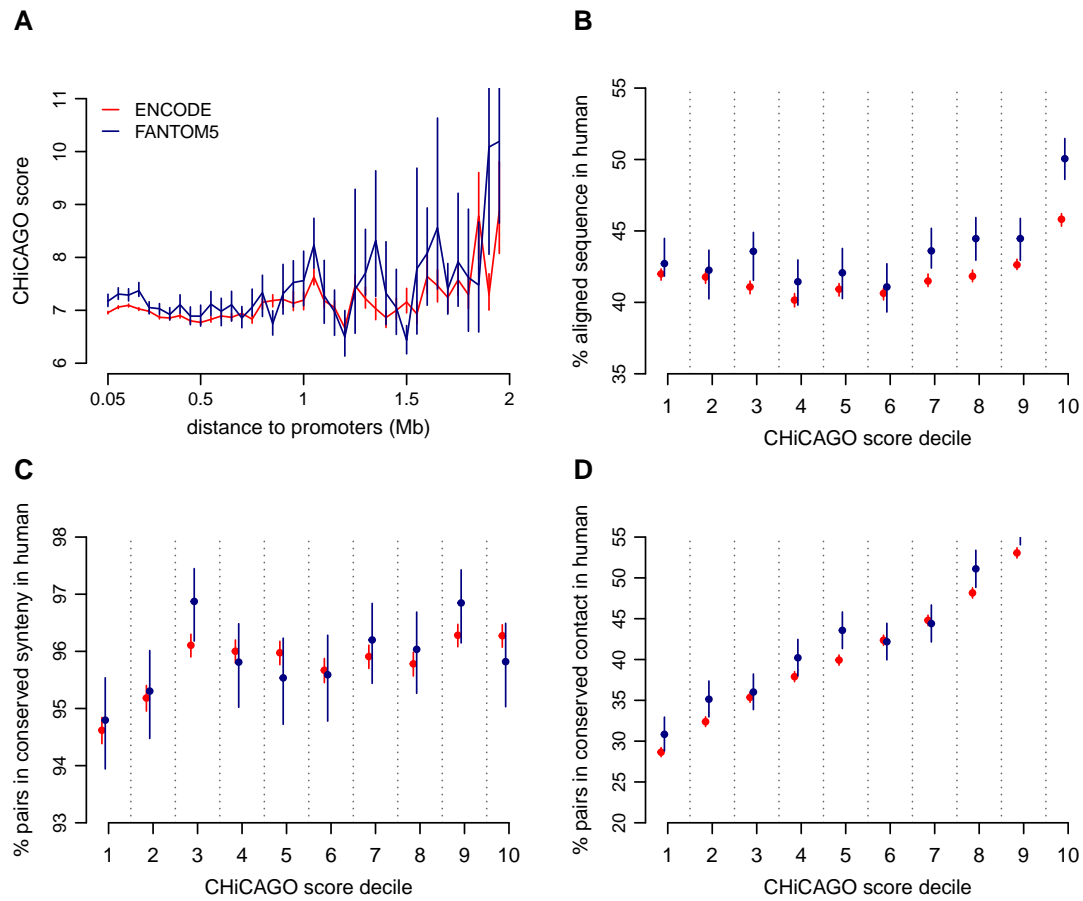 A
CHiCAGO score
11
10
9
8
7
6
ENCODE
FANTOM5
0.05 0.5 1 1.5 2
distance to promoters (Mb)
B
% aligned sequence in human
55
50
45
40
35
1 2 3 4 5 6 7 8 9 10
CHiCAGO score decile
C
% pairs in conserved synteny in human
98
97
96
95
94
93
1 2 3 4 5 6 7 8 9 10
CHiCAGO score decile
D
% pairs in conserved contact in human
55
50
45
40
35
30
25
20
1 2 3 4 5 6 7 8 9 10
CHiCAGO score decile